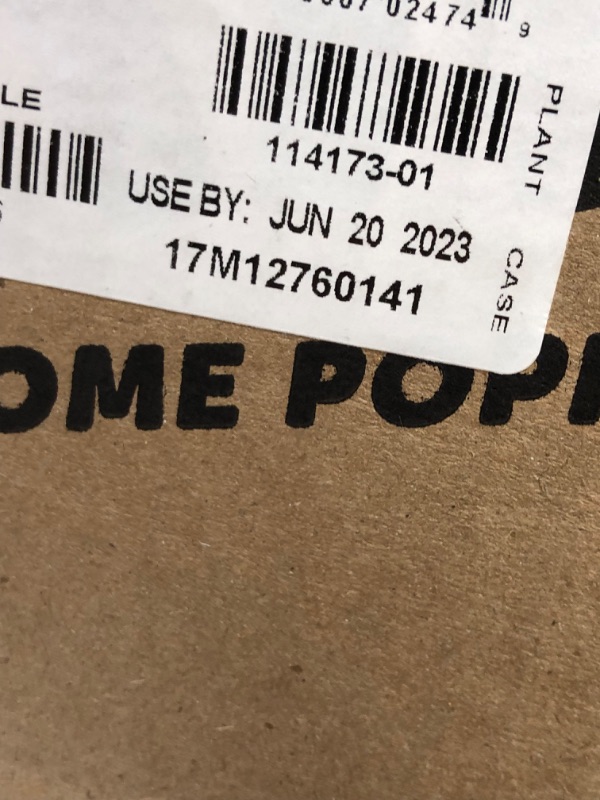 02474 9
PLANT
LE
114173-01
USE BY: JUN 20 2023
17M12760141
CASE
OME POP